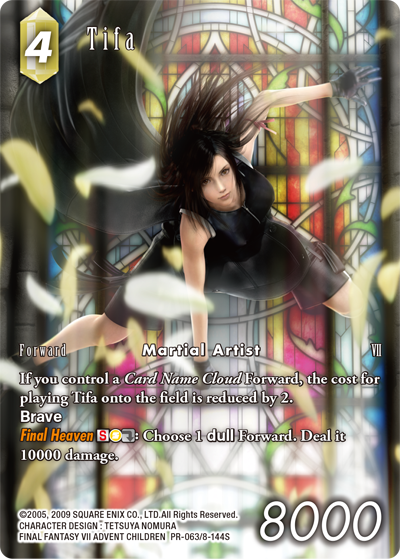 4
Tifa
Forward
Martial Artist
VII
If you control a Card Name Cloud Forward, the cost for
playing Tifa onto the field is reduced by 2.
Brave
Final Heaven S: Choose 1 dull Forward. Deal it
10000 damage.
©2005, 2009 SQUARE ENIX CO., LTD.All Rights Reserved.
CHARACTER DESIGN : TETSUYA NOMURA
FINAL FANTASY VII ADVENT CHILDREN PR-063/8-144S
8000